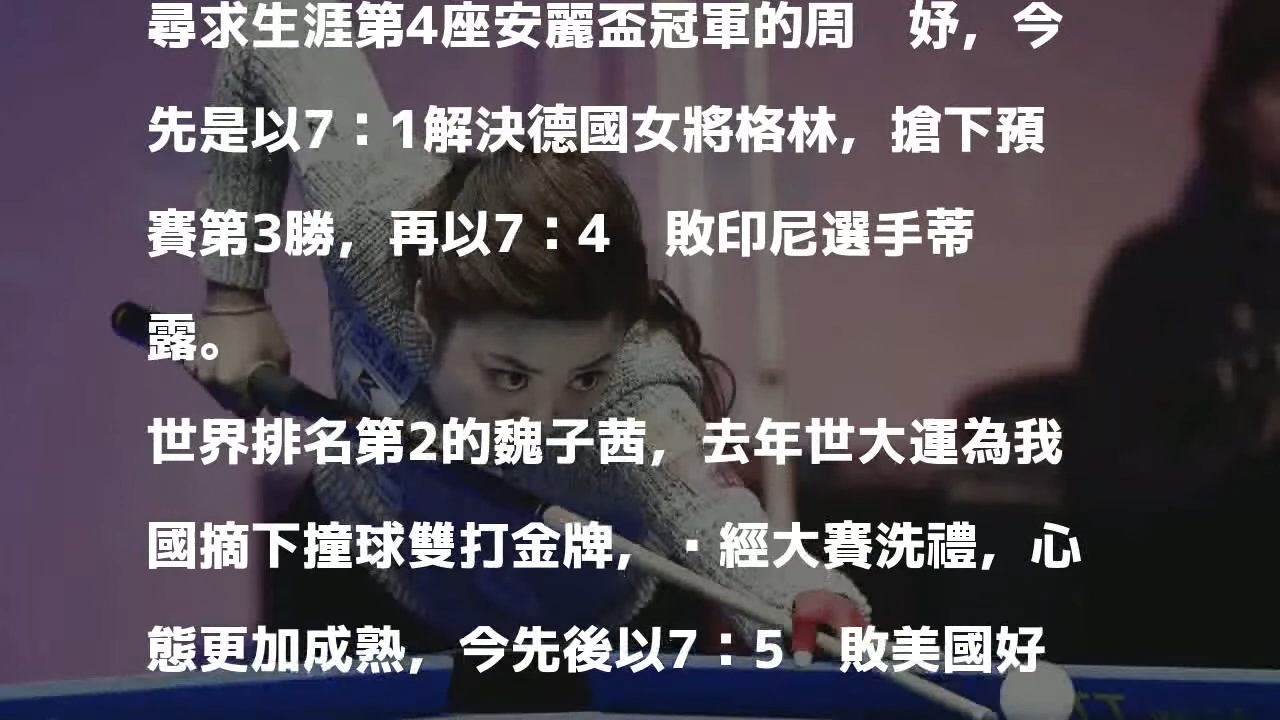 尋求生涯第4座安麗盃冠軍的周　妤，今
先是以7：1解決德國女將格林，搶下預
賽第3勝，再以7：4　敗印尼選手蒂
露。
世界排名第2的魏子茜，去年世大運為我
國摘下撞球雙打金牌，·經大賽洗禮，心
態更加成熟，今先後以7：5　敗美國好